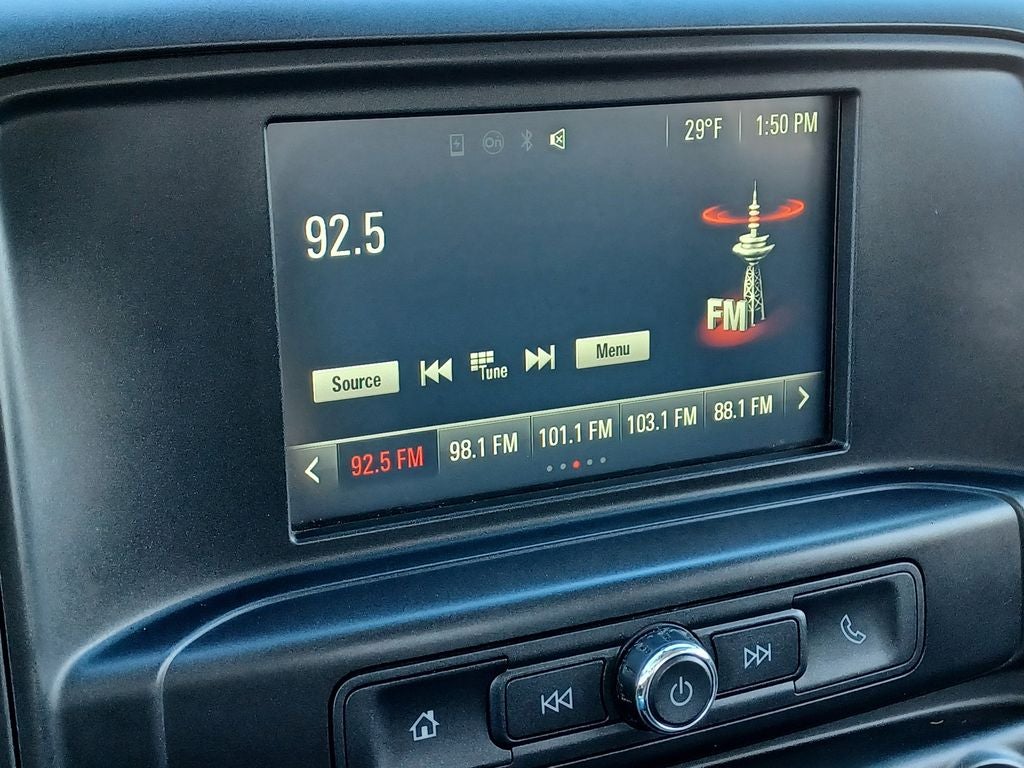 On
29°F 1:50 PM
92.5
FM
Source Tune Menu
92.5 FM 98.1 FM 101.1 FM 103.1 FM 88.1 FM